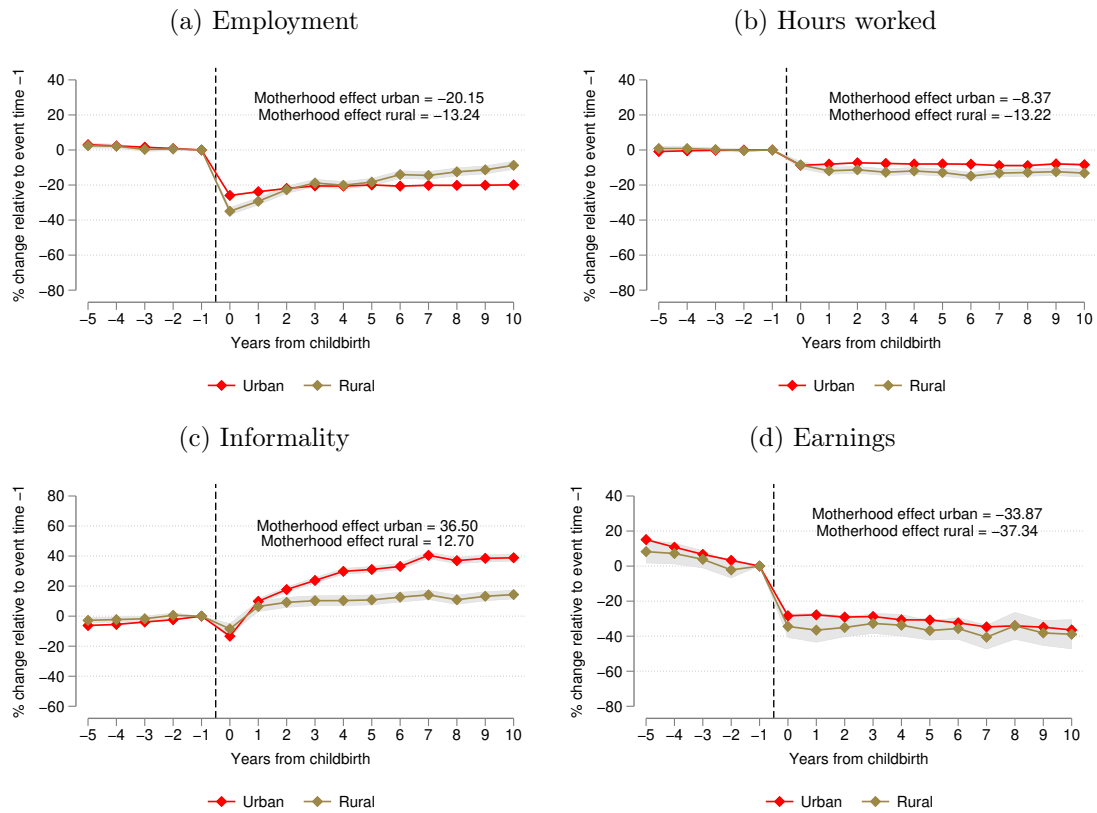 (a) Employment
% change relative to event time −1
40
20
0
−20
−40
−60
−80
Motherhood effect urban = −20.15
Motherhood effect rural = −13.24
−5 −4 −3 −2 −1 0 1 2 3 4 5 6 7 8 9 10
Years from childbirth
Urban Rural
(b) Hours worked
% change relative to event time −1
40
20
0
−20
−40
−60
−80
Motherhood effect urban = −8.37
Motherhood effect rural = −13.22
−5 −4 −3 −2 −1 0 1 2 3 4 5 6 7 8 9 10
Years from childbirth
Urban Rural
(c) Informality
% change relative to event time −1
80
60
40
20
0
−20
−40
−60
Motherhood effect urban = 36.50
Motherhood effect rural = 12.70
−5 −4 −3 −2 −1 0 1 2 3 4 5 6 7 8 9 10
Years from childbirth
Urban Rural
(d) Earnings
% change relative to event time −1
40
20
0
−20
−40
−60
−80
Motherhood effect urban = −33.87
Motherhood effect rural = −37.34
−5 −4 −3 −2 −1 0 1 2 3 4 5 6 7 8 9 10
Years from childbirth
Urban Rural